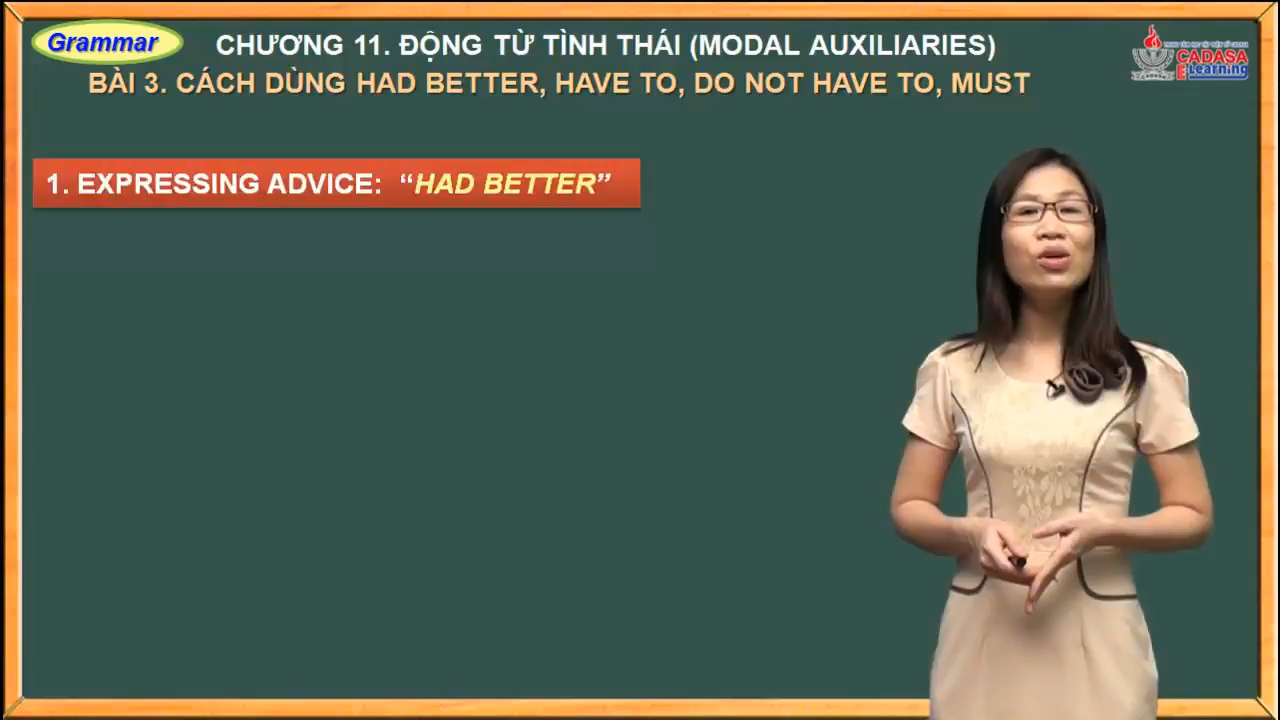 Grammar
CHƯƠNG 11. ĐỘNG TỪ TÌNH THÁI (MODAL AUXILIARIES)
BÀI 3. CÁCH DÙNG HAD BETTER, HAVE TO, DO NOT HAVE TO, MUST
CADASA
E-Learning
1. EXPRESSING ADVICE: “HAD BETTER”